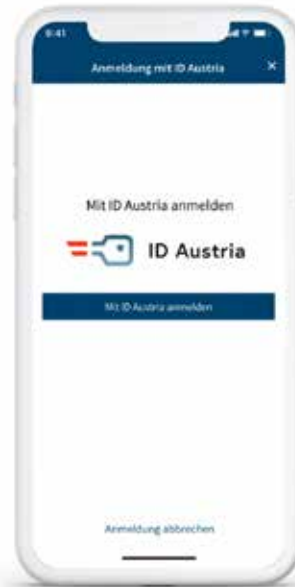 9:41
Anmeldung mit ID Austria ×
Mit ID Austria anmelden
ID Austria
Mit ID Austria anmelden
Anmeldung abbrechen